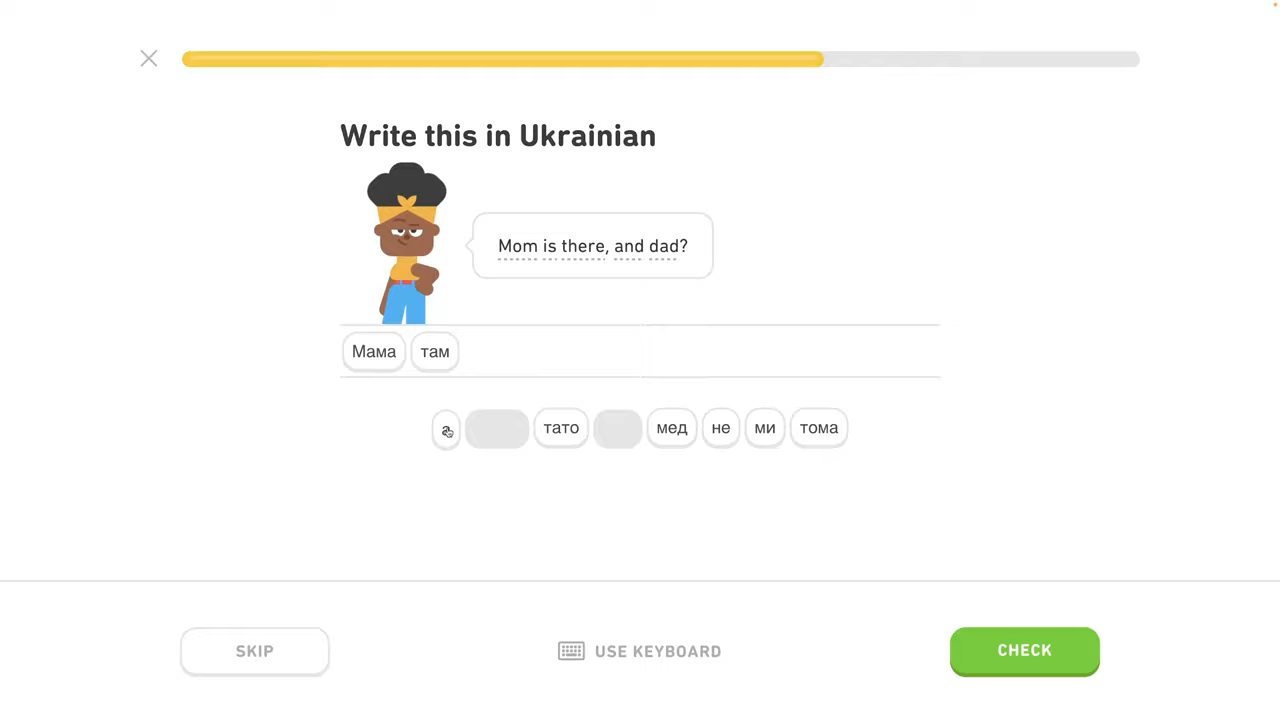 Write this in Ukrainian
Mom is there, and dad?
Мама там
а тато мед не ми тома
SKIP USE KEYBOARD CHECK